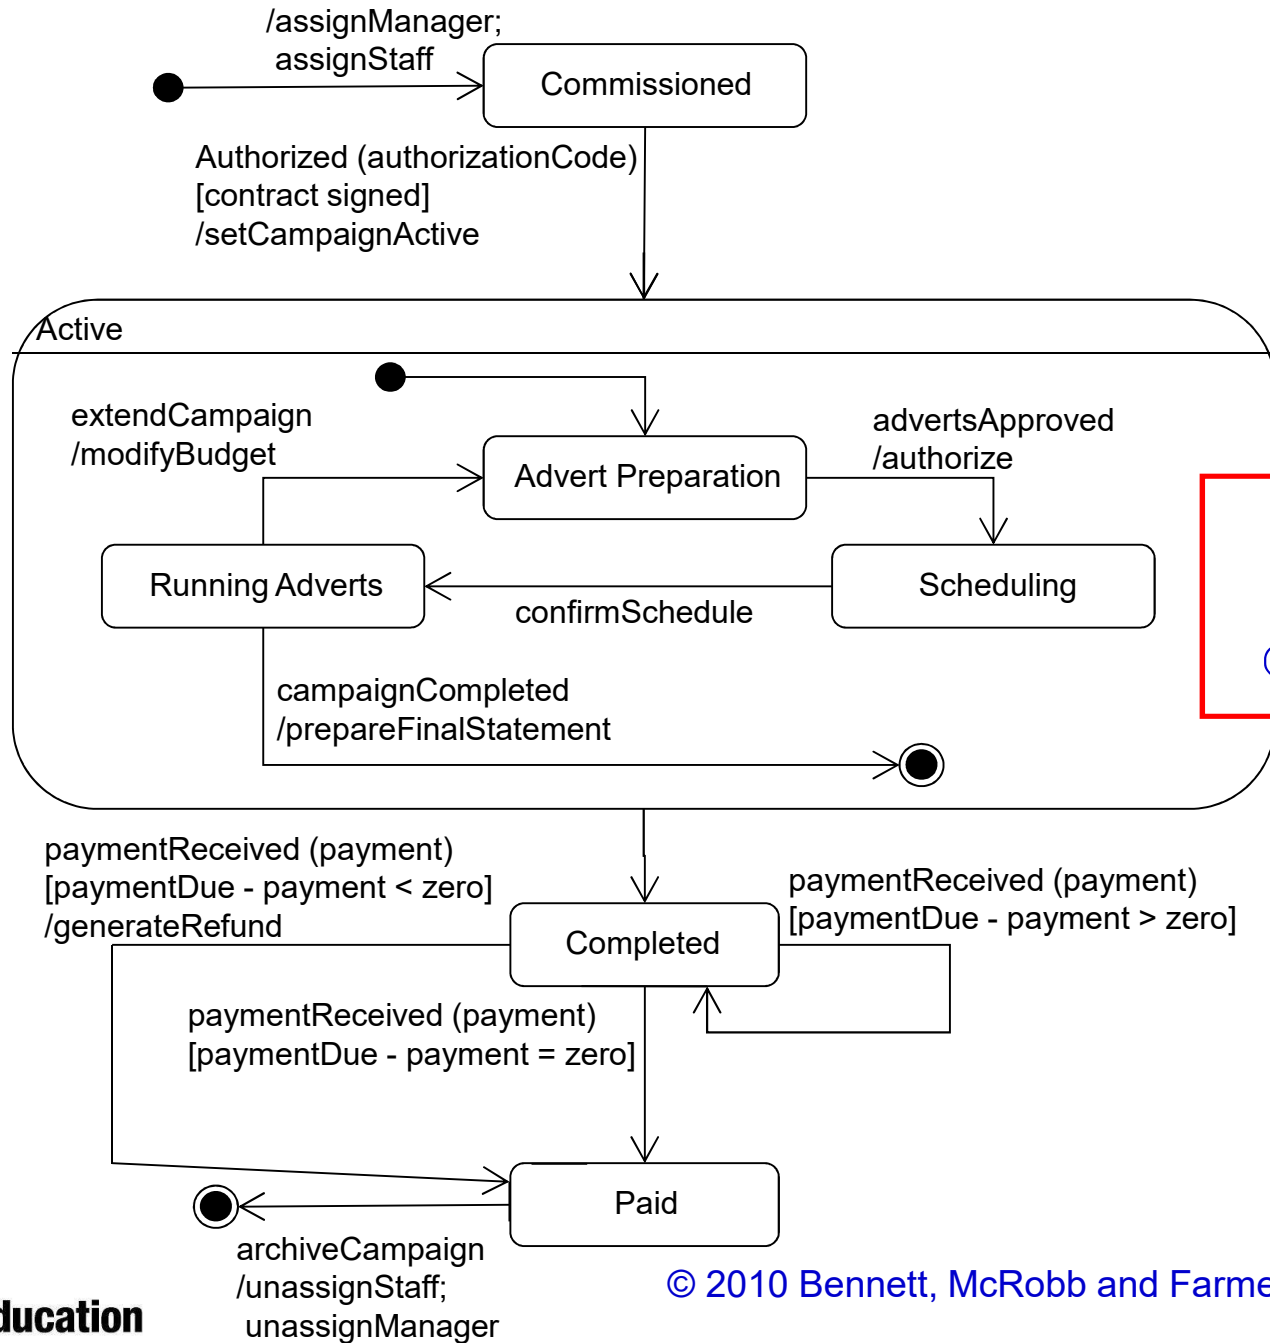 /assignManager;
assignStaff
Commissioned
Authorized (authorizationCode)
[contract signed]
/setCampaignActive
Active
extendCampaign
/modifyBudget
advertsApproved
/authorize
Advert Preparation
Running Adverts
Scheduling
confirmSchedule
campaignCompleted
/prepareFinalStatement
paymentReceived (payment)
[paymentDue - payment < zero]
/generateRefund
paymentReceived (payment)
[paymentDue - payment > zero]
Completed
paymentReceived (payment)
[paymentDue - payment = zero]
Paid
archiveCampaign
/unassignStaff;
unassignManager
© 2010 Bennett, McRobb and Farme
ducation